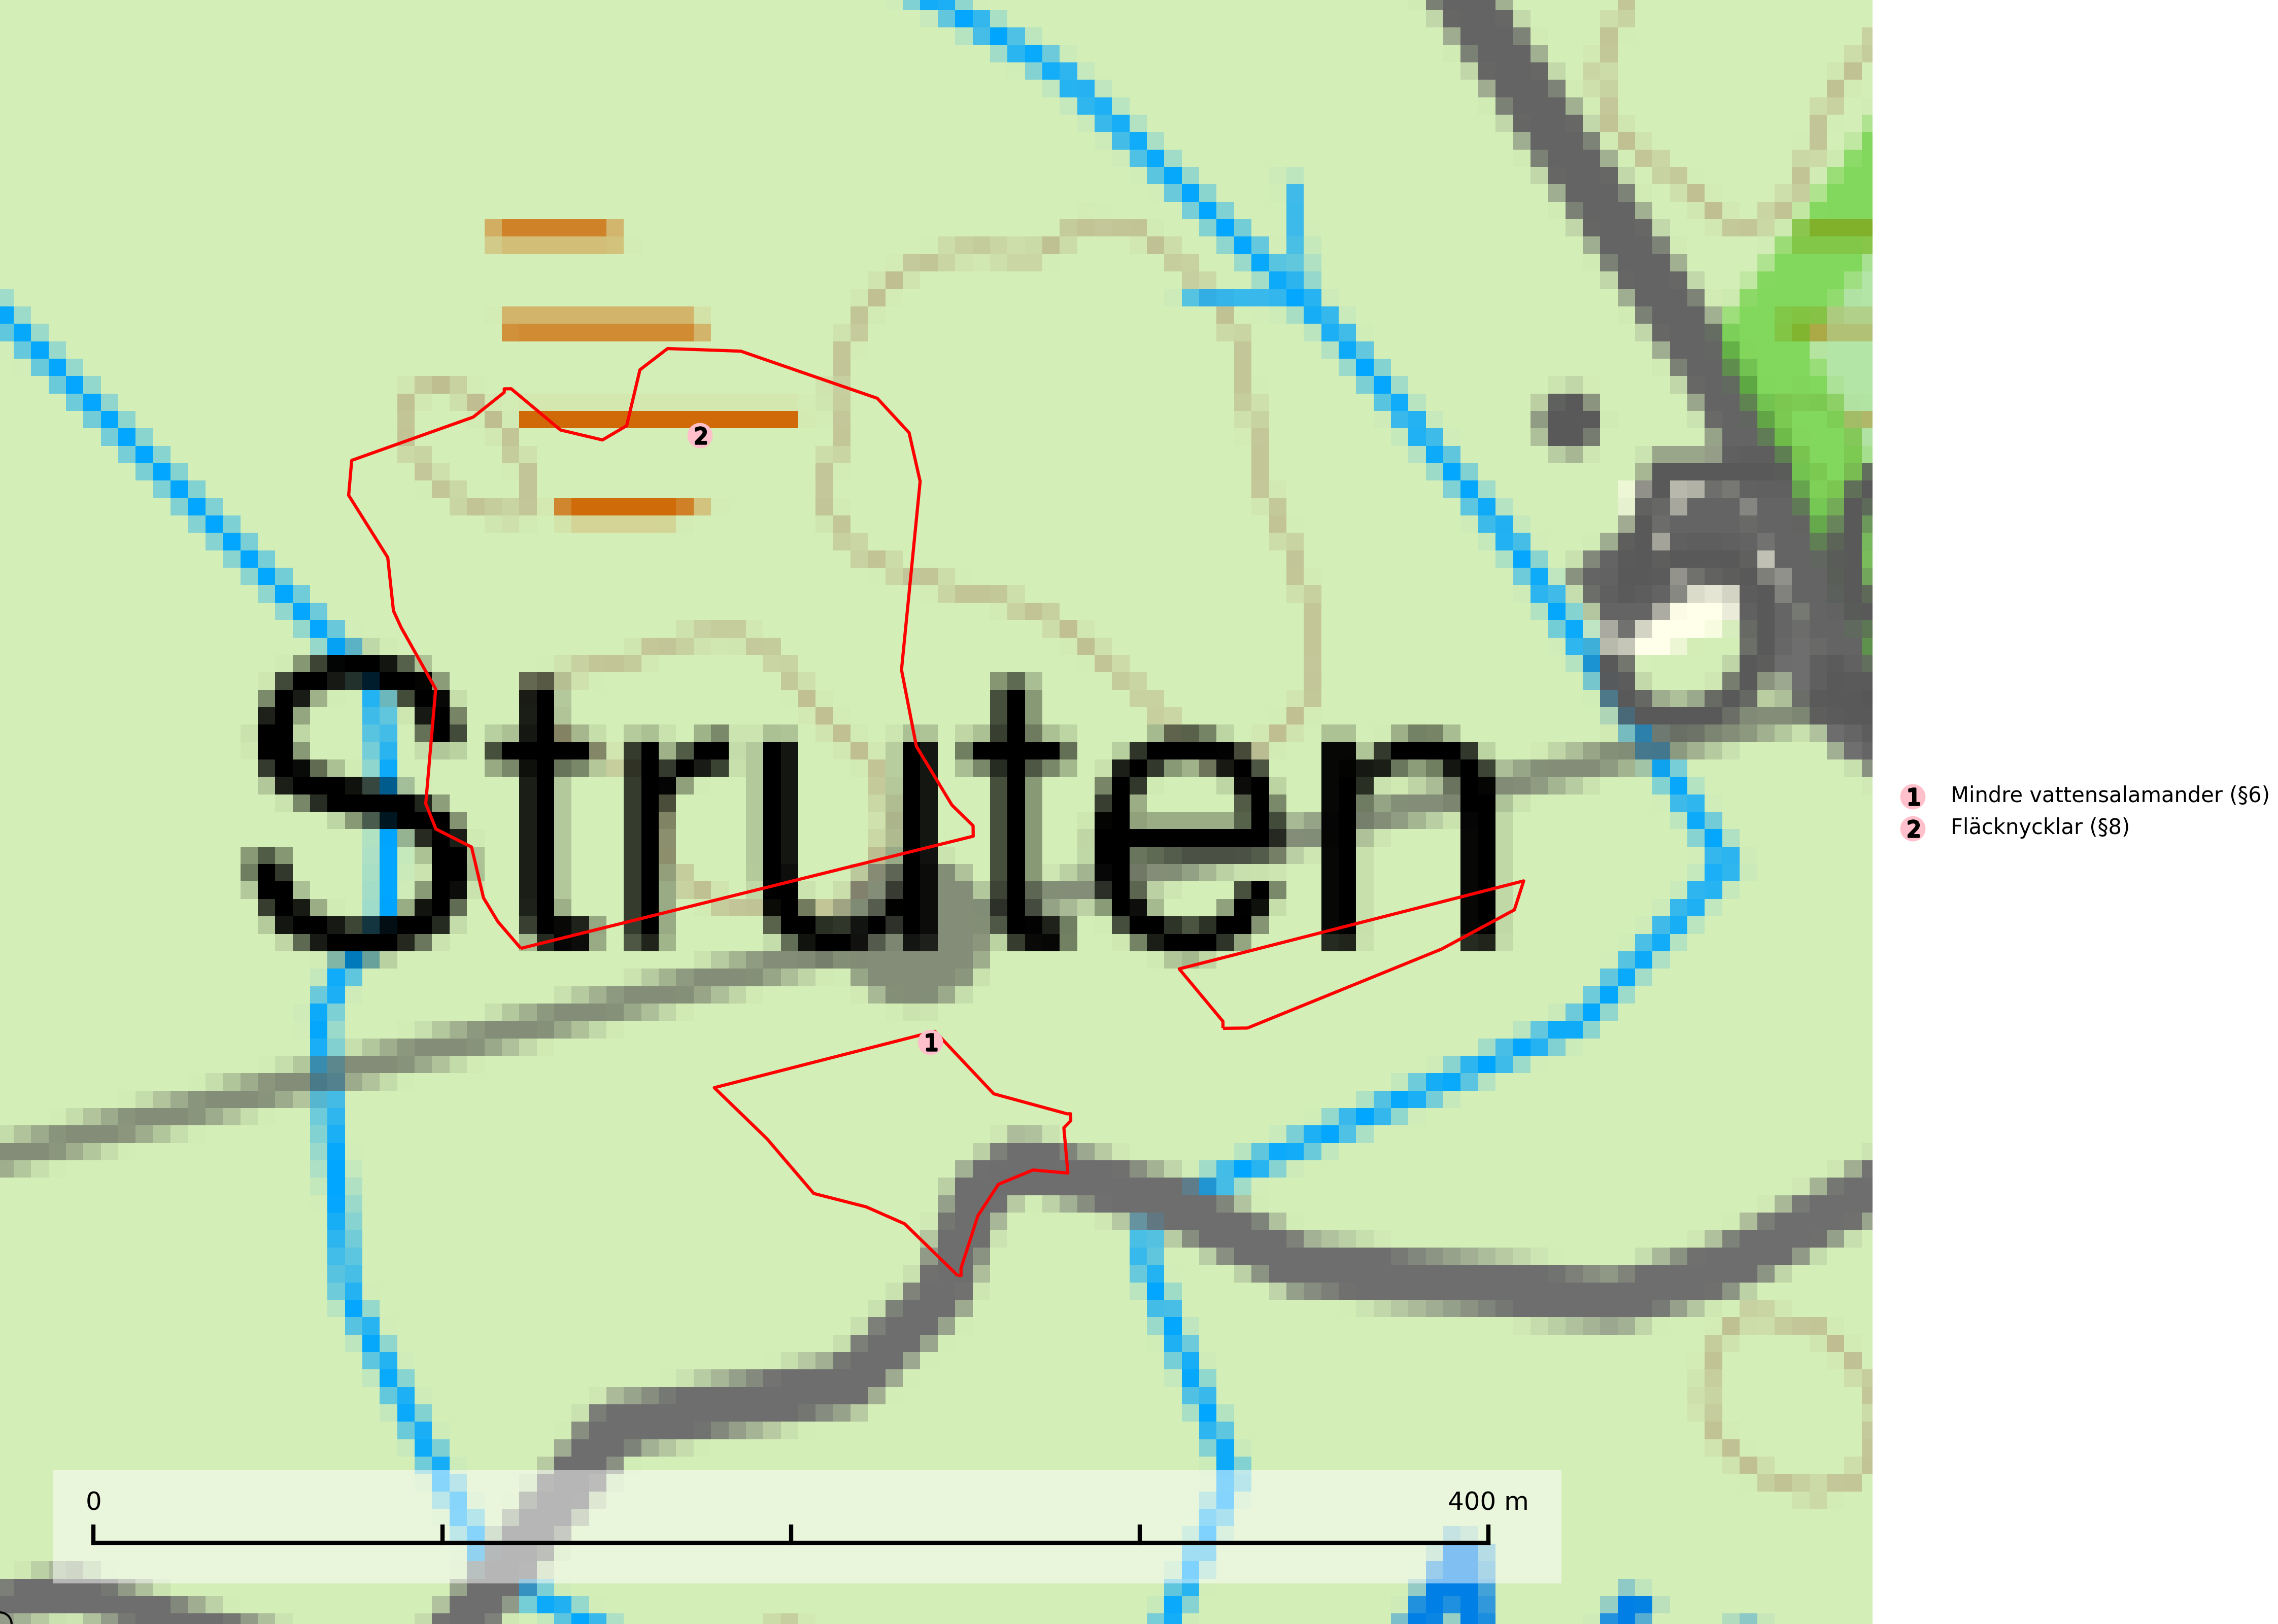 2
Struten
1
1 Mindre vattensalamander (§6)
2 Fläcknycklar (§8)
0 400 m